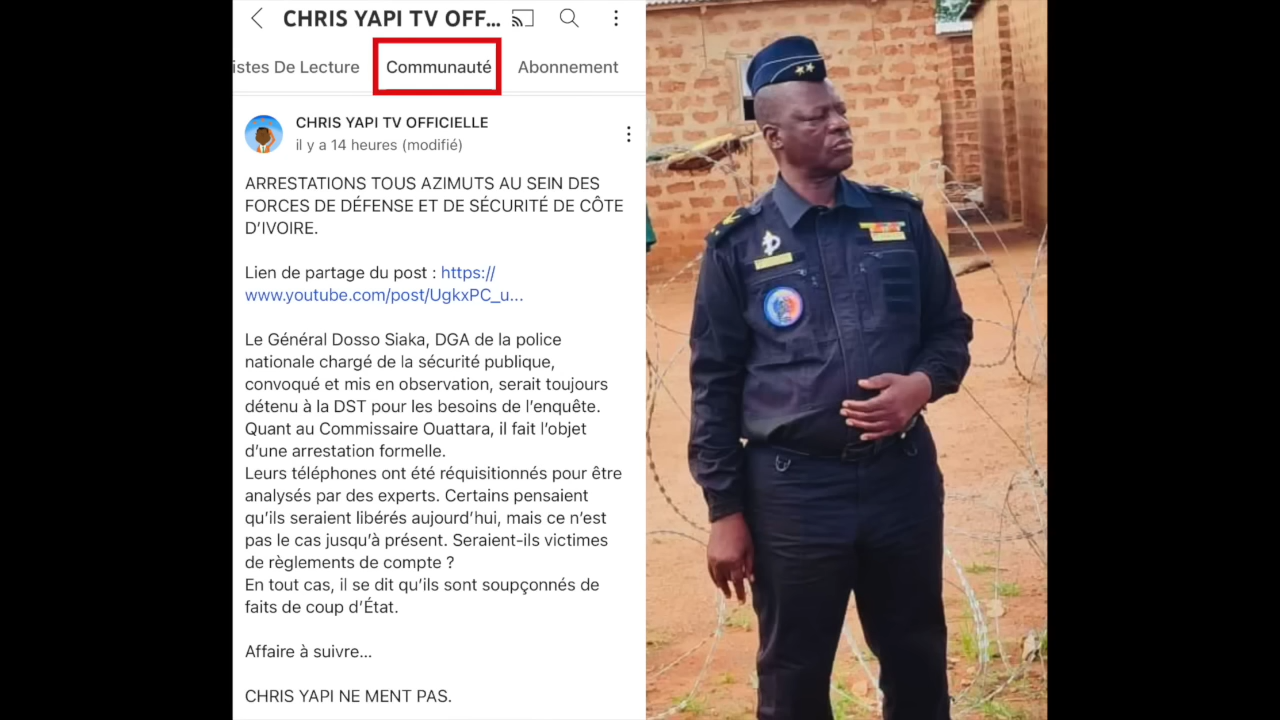 CHRIS YAPI TV OFF...
istes De Lecture Communauté Abonnement
CHRIS YAPI TV OFFICIELLE
il y a 14 heures (modifié)
ARRESTATIONS TOUS AZIMUTS AU SEIN DES
FORCES DE DÉFENSE ET DE SÉCURITÉ DE CÔTE
D'IVOIRE.
Lien de partage du post : https://
www.youtube.com/post/UgkxPC_u...
Le Général Dosso Siaka, DGA de la police
nationale chargé de la sécurité publique,
convoqué et mis en observation, serait toujours
détenu à la DST pour les besoins de l'enquête.
Quant au Commissaire Ouattara, il fait l'objet
d'une arrestation formelle.
Leurs téléphones ont été réquisitionnés pour être
analysés par des experts. Certains pensaient
qu'ils seraient libérés aujourd'hui, mais ce n'est
pas le cas jusqu'à présent. Seraient-ils victimes
de règlements de compte ?
En tout cas, il se dit qu'ils sont soupçonnés de
faits de coup d'État.
Affaire à suivre...
CHRIS YAPI NE MENT PAS.